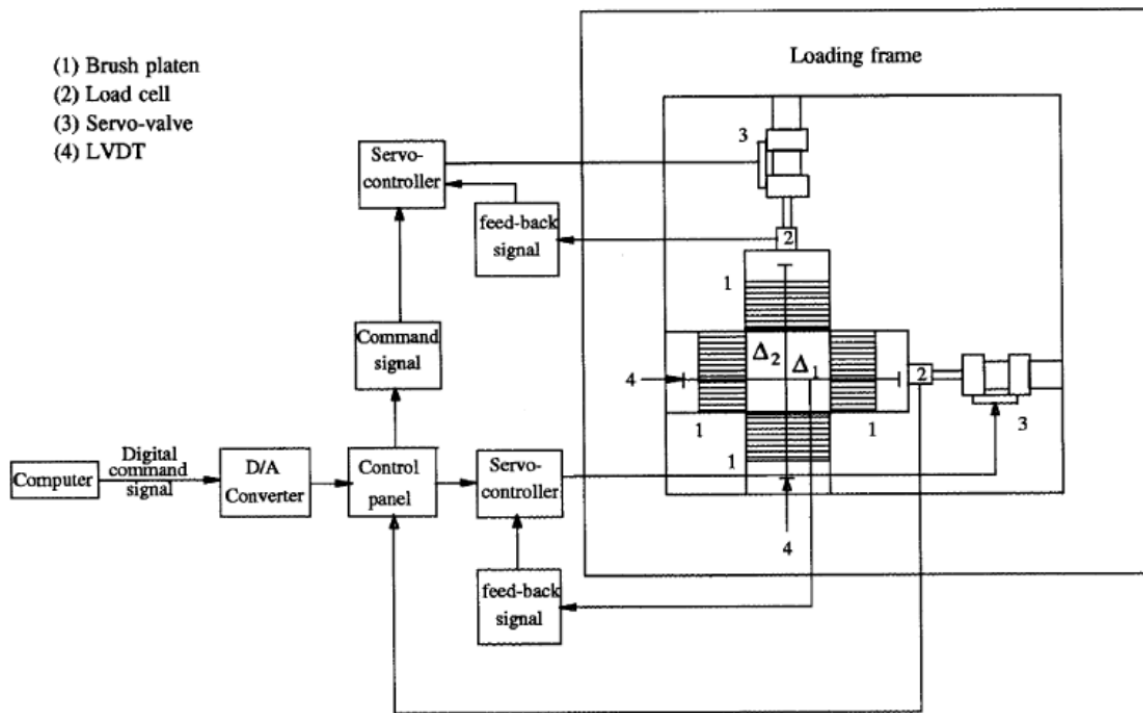 Loading frame
(1) Brush platen
(2) Load cell
(3) Servo-valve
(4) LVDT
3
Servo-
controller
feed-back
signal
2
1
Command
signal
Δ2
Δ1
4
2
1
1
3
Computer
Digital
command
signal
D/A
Converter
Control
panel
Servo-
controller
1
4
feed-back
signal